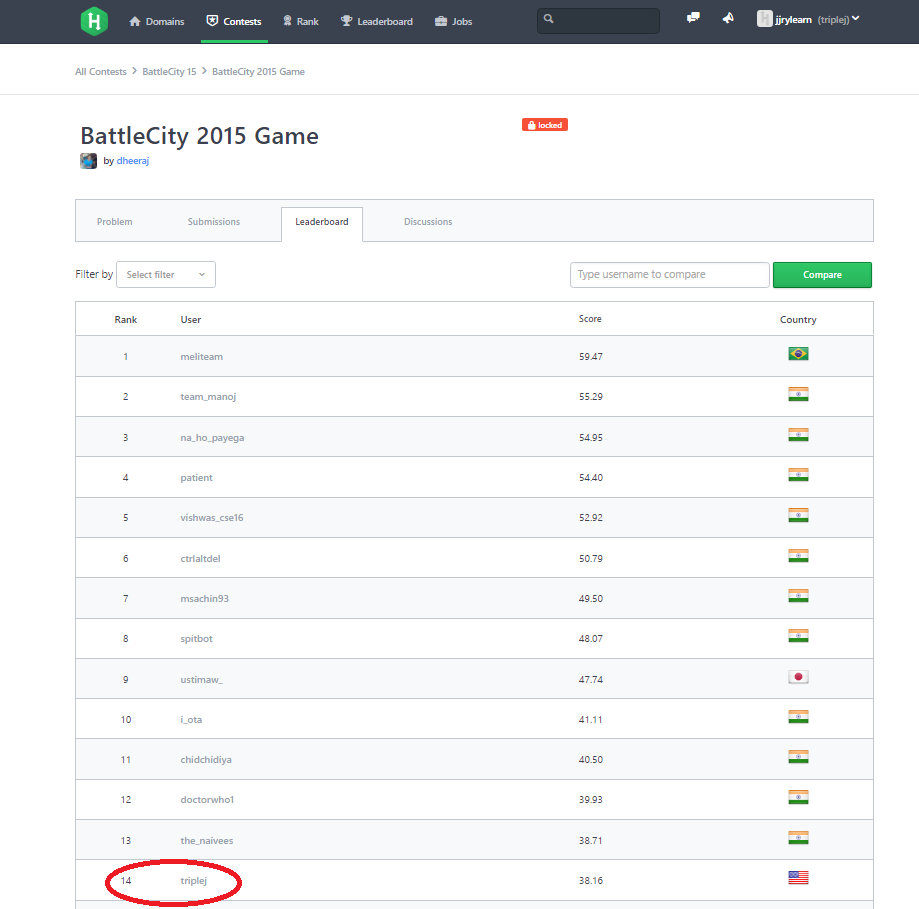 H Domains Contests Rank Leaderboard Jobs H jjrylearn (triplej)
All Contests > BattleCity 15 > BattleCity 2015 Game
BattleCity 2015 Game locked
by dheeraj
Problem Submissions Leaderboard Discussions
Filter by Select filter Type username to compare Compare
Rank User Score Country
1 meliteam 59.47
2 team_manoj 55.29
3 na_ho_payega 54.95
4 patient 54.40
5 vishwas_cse16 52.92
6 ctrlaltdel 50.79
7 msachin93 49.50
8 spitbot 48.07
9 ustimaw_ 47.74
10 i_ota 41.11
11 chidchidiya 40.50
12 doctorwho1 39.93
13 the_naivees 38.71
14 triplej 38.16